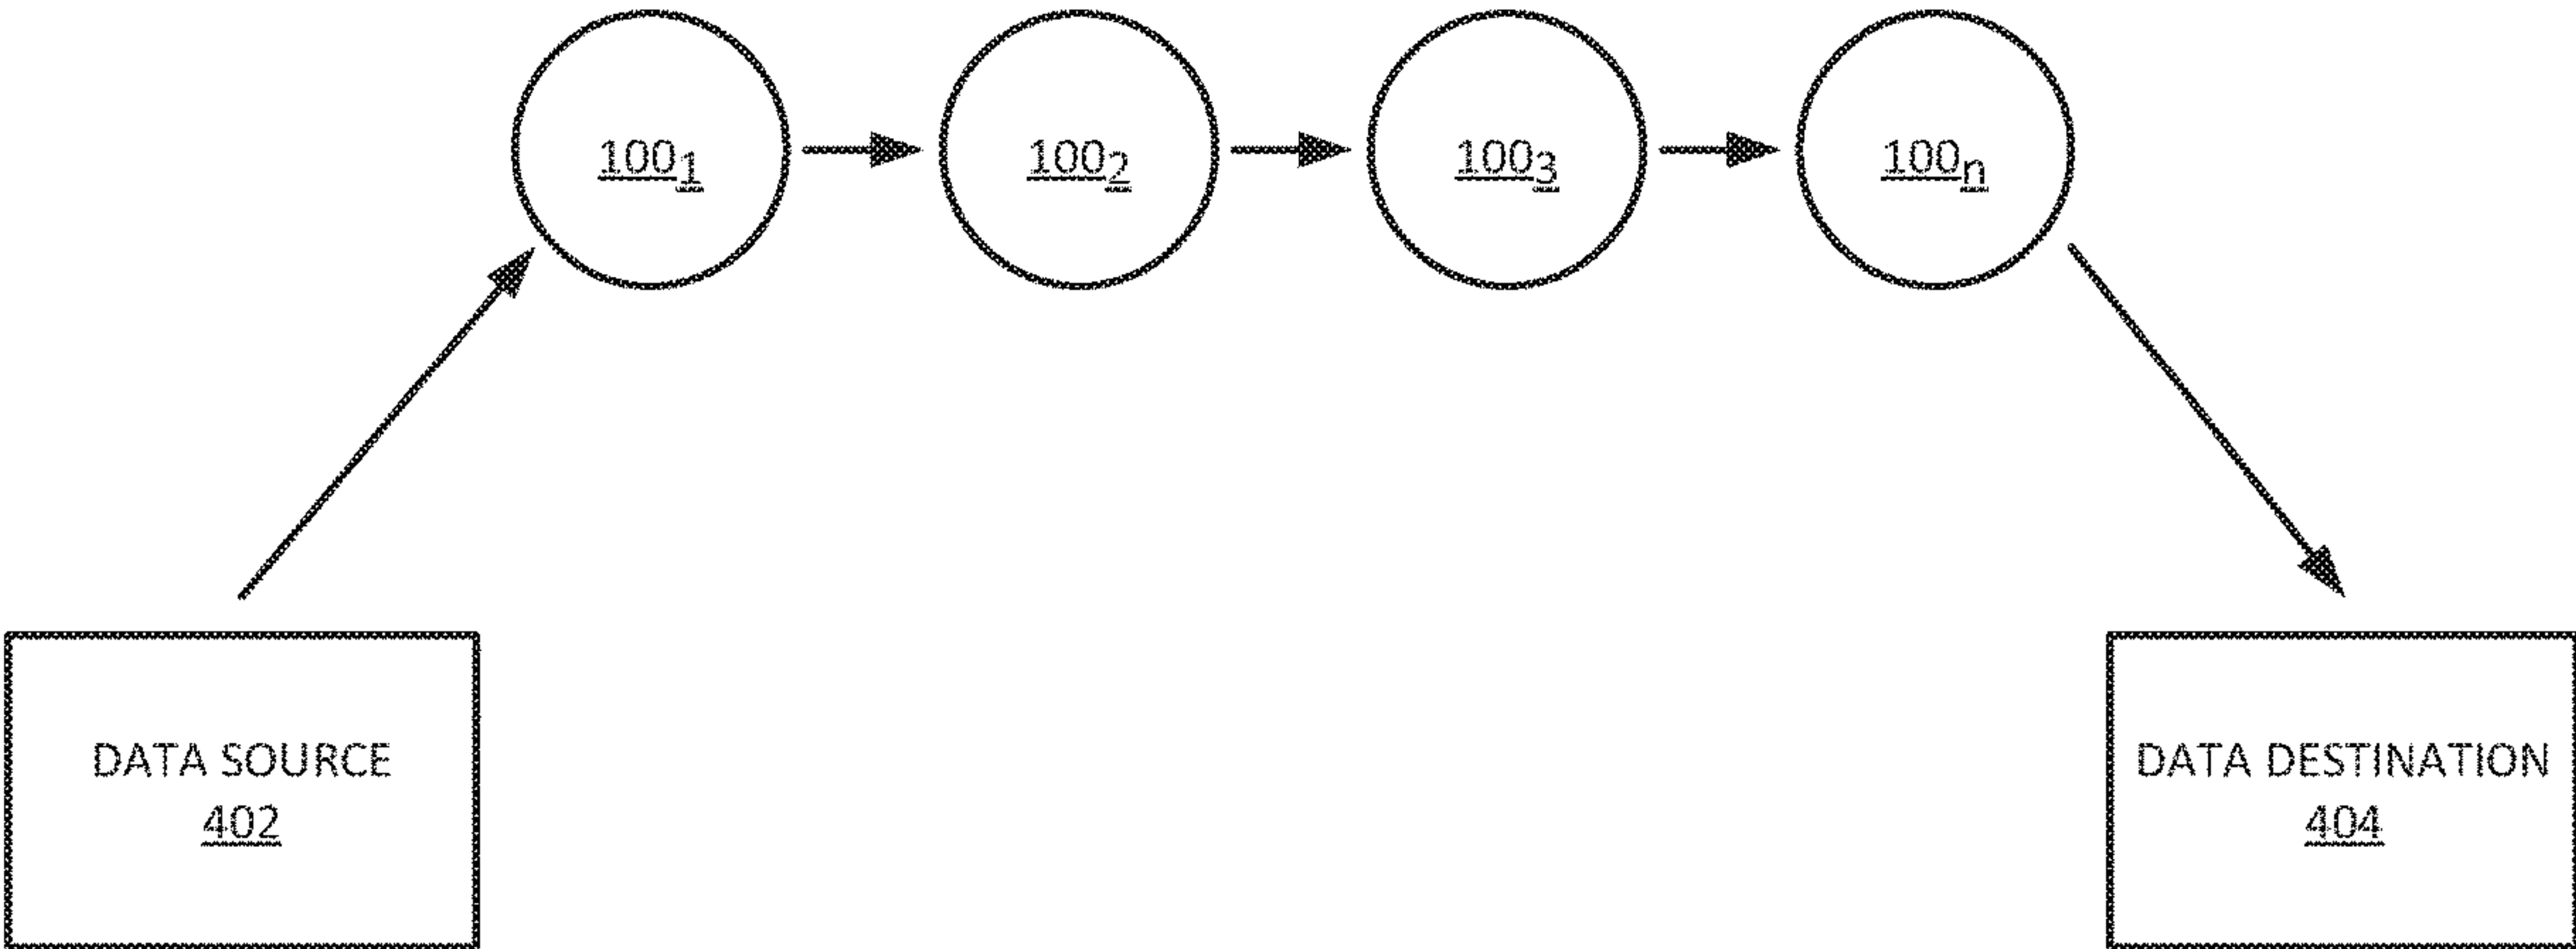 100₁
100₂
100₃
100ₙ
DATA SOURCE
402
DATA DESTINATION
404